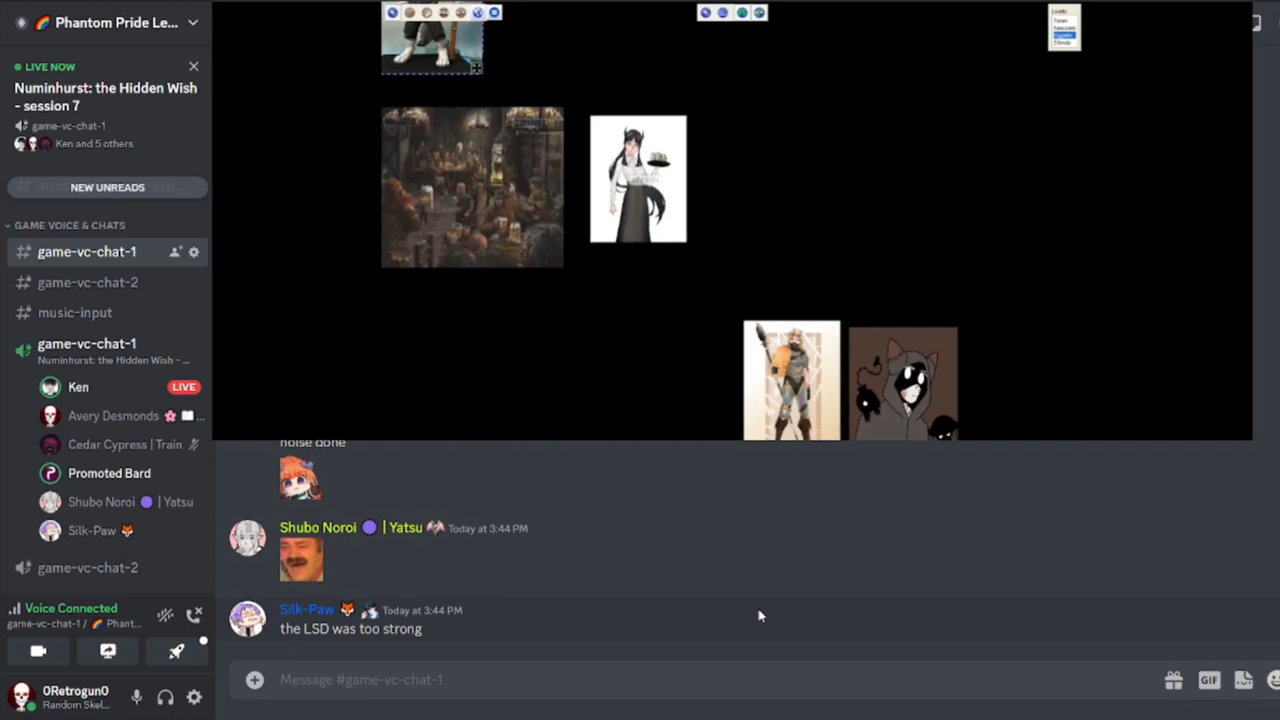 Phantom Pride Le...
LIVE NOW
Numinhurst: the Hidden Wish
- session 7
game-vc-chat-1
Ken and 5 others
NEW UNREADS
GAME VOICE & CHATS
game-vc-chat-1
game-vc-chat-2
music-input
game-vc-chat-1
Numinhurst: the Hidden Wish – ...
Ken LIVE
Avery Desmonds ...
Cedar Cypress | Train
Promoted Bard
Shubo Noroi | Yatsu
Silk-Paw
game-vc-chat-2
Voice Connected
game-vc-chat-1 / Phant...
0Retrogun0
Random Skel...
noise done
Shubo Noroi | Yatsu Today at 3:44 PM
Silk-Paw Today at 3:44 PM
the LSD was too strong
Message #game-vc-chat-1
GIF